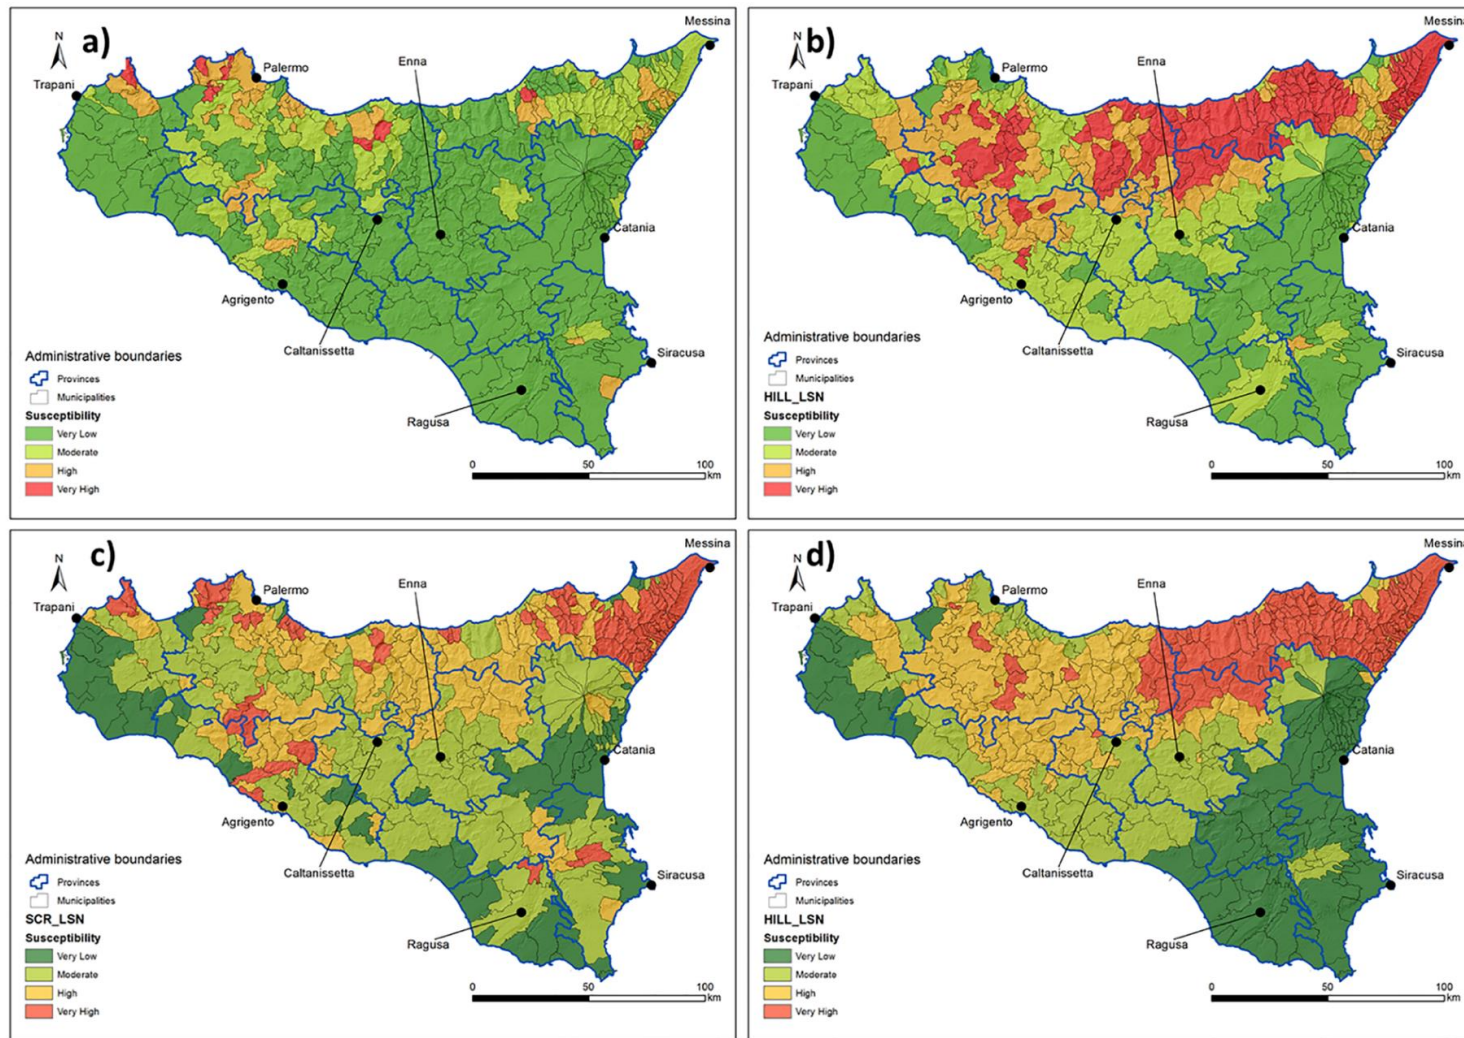 a)
N
Messina
Trapani
Palermo
Enna
Catania
Agrigento
Caltanissetta
Siracusa
Ragusa
Administrative boundaries
Provinces
Municipalities
Susceptibility
Very Low
Moderate
High
Very High
0 50 100
km
b)
N
Messina
Trapani
Palermo
Enna
Catania
Agrigento
Caltanissetta
Siracusa
Ragusa
Administrative boundaries
Provinces
Municipalities
HILL_LSN
Susceptibility
Very Low
Moderate
High
Very High
0 50 100
km
c)
N
Messina
Trapani
Palermo
Enna
Catania
Agrigento
Caltanissetta
Siracusa
Ragusa
Administrative boundaries
Provinces
Municipalities
SCR_LSN
Susceptibility
Very Low
Moderate
High
Very High
0 50 100
km
d)
N
Messina
Trapani
Palermo
Enna
Catania
Agrigento
Caltanissetta
Siracusa
Ragusa
Administrative boundaries
Provinces
Municipalities
HILL_LSN
Susceptibility
Very Low
Moderate
High
Very High
0 50 100
km